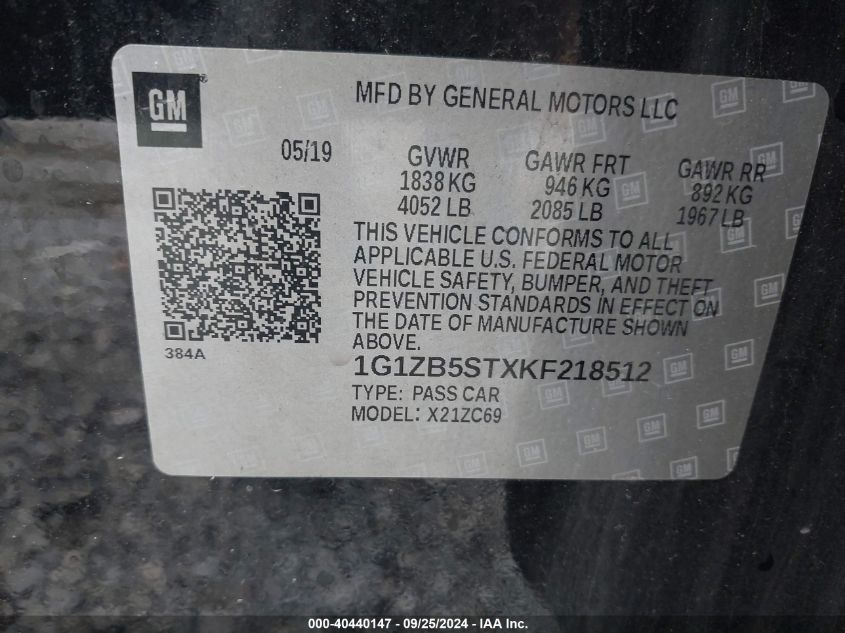 GM ®
MFD BY GENERAL MOTORS LLC
05/19
GVWR
1838 KG
4052 LB
GAWR FRT
946 KG
2085 LB
GAWR RR
892 KG
1967 LB
THIS VEHICLE CONFORMS TO ALL
APPLICABLE U.S. FEDERAL MOTOR
VEHICLE SAFETY, BUMPER, AND THEFT
PREVENTION STANDARDS IN EFFECT ON
THE DATE OF MANUFACTURE SHOWN
ABOVE.
384A
1G1ZB5STXKF218512
TYPE: PASS CAR
MODEL: X21ZC69
000-40440147 - 09/25/2024 - IAA Inc.